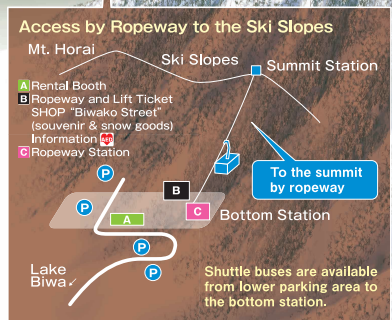 Access by Ropeway to the Ski Slopes
Mt. Horai
Ski Slopes
Summit Station
A Rental Booth
B Ropeway and Lift Ticket
SHOP "Biwako Street"
(souvenir & snow goods)
Information AED
C Ropeway Station
To the summit
by ropeway
P
P
B
C
A
Bottom Station
P
P
Lake
Biwa
Shuttle buses are available
from lower parking area to
the bottom station.